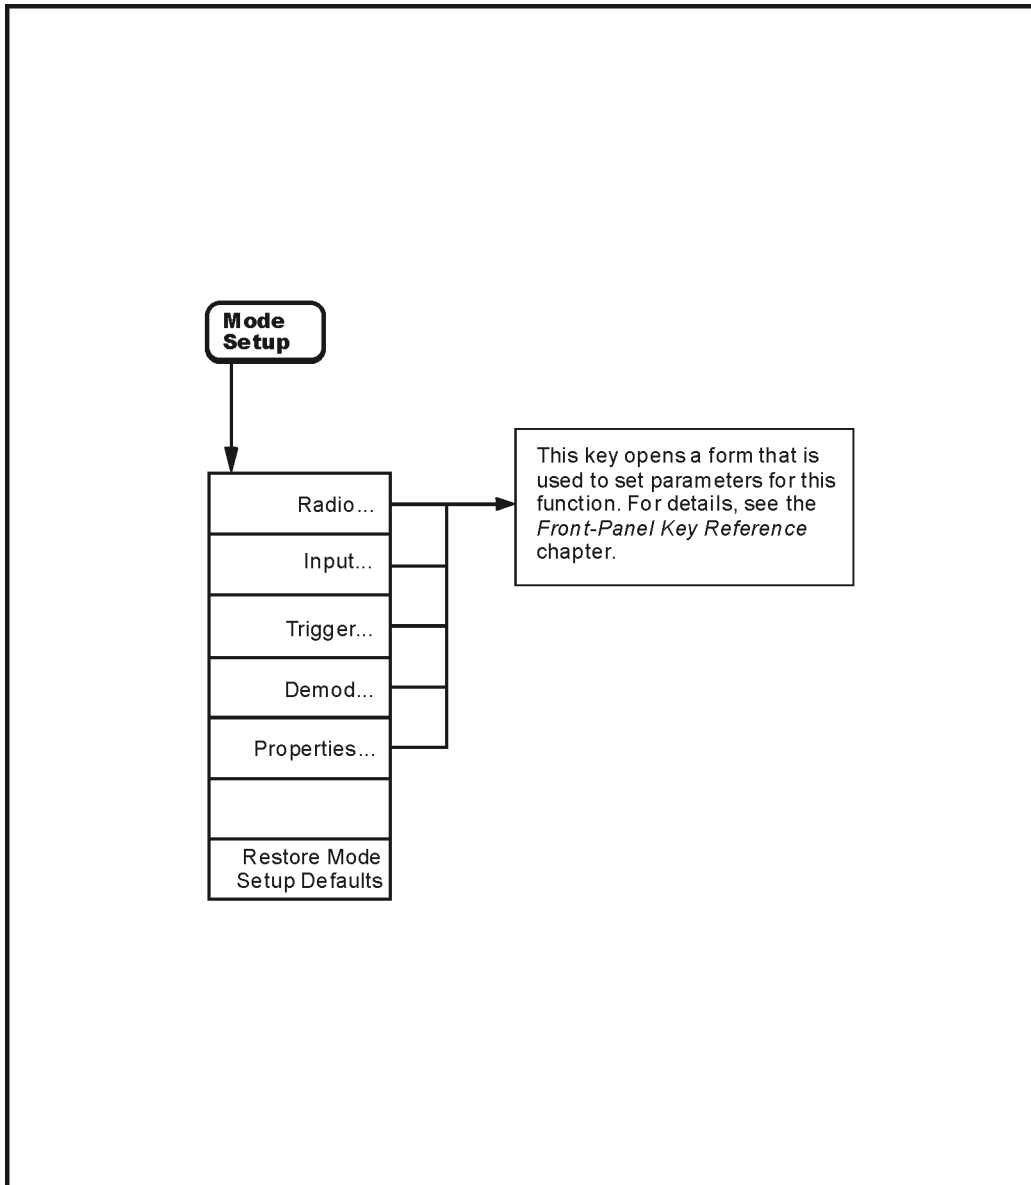 Mode
Setup
Radio...
Input...
Trigger...
Demod...
Properties...
Restore Mode
Setup Defaults
This key opens a form that is
used to set parameters for this
function. For details, see the
Front-Panel Key Reference
chapter.